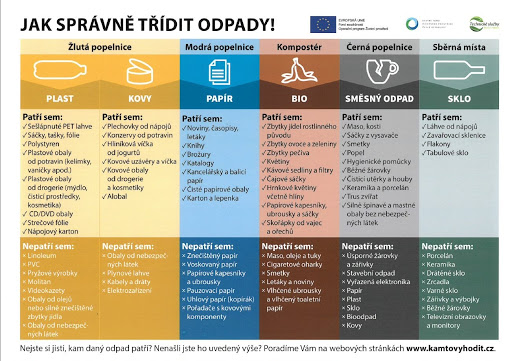 JAK SPRÁVNĚ TŘÍDIT ODPADY!
EVROPSKÁ UNIE
Fond soudržnosti
Operační program Životní prostředí
Technické služby
Žlutá popelnice
Modrá popelnice
Kompostér
Černá popelnice
Sběrná místa
PLAST
KOVY
PAPÍR
BIO
SMĚSNÝ ODPAD
SKLO
Patří sem:
✓Sešlápnuté PET lahve
✓Sáčky, tašky, fólie
✓Polystyren
✓Plastové obaly
od potravin (kelímky,
vaničky apod.)
✓Plastové obaly
od drogerie (mýdlo,
čisticí prostředky,
kosmetika)
✓CD/DVD obaly
✓Strečové fólie
✓Nápojový karton
Patří sem:
✓Plechovky od nápojů
✓Konzervy od potravin
✓Hliníková víčka
od jogurtů
✓Kovové uzávěry a víčka
✓Kovové obaly
od drogerie
a kosmetiky
✓Alobal
Patří sem:
✓Noviny, časopisy,
letáky
✓Knihy
✓Brožury
✓Katalogy
✓Kancelářský a balicí
papír
✓Čisté papírové obaly
✓Karton a lepenka
Patří sem:
✓Zbytky jídel rostlinného
původu
✓Zbytky ovoce a zeleniny
✓Zbytky pečiva
✓Květiny
✓Kávové sedliny a filtry
✓Čajové sáčky
✓Hrnkové květiny
včetně hlíny
✓Papírové kapesníky,
ubrousky a sáčky
✓Skořápky od vajec
a ořechů
Patří sem:
✓Maso, kosti
✓Sáčky z vysavače
✓Smetky
✓Popel
✓Hygienické pomůcky
✓Běžné žárovky
✓Čisticí utěrky a houby
✓Keramika a porcelán
✓Trus zvířat
✓Silně špinavé a mastné
obaly bez nebezpeč-
ných látek
Patří sem:
✓Láhve od nápojů
✓Zavařovací sklenice
✓Flakony
✓Tabulové sklo
Nepatří sem:
× Linoleum
× PVC
× Pryžové výrobky
× Molitan
× Videokazety
× Obaly od olejů
nebo silně znečištěné
zbytky jídla
× Obaly od nebezpeč-
ných látek
Nepatří sem:
× Obaly od nebezpeč-
ných látek
× Plynové lahve
× Kabely a dráty
× Elektrozařízení
Nepatří sem:
× Znečištěný papír
× Voskovaný papír
× Papírové kapesníky
a ubrousky
× Pauzovací papír
× Uhlový papír (kopírák)
× Pořadače s kovovými
komponenty
Nepatří sem:
× Maso, oleje a tuky
× Cigaretové oharky
× Smetky
× Letáky a noviny
× Vlhčené ubrousky
a vlhčený toaletní
papír
Nepatří sem:
× Úsporné žárovky
a zářivky
× Stavební odpad
× Vyřazená elektronika
× Papír
× Plast
× Sklo
× Bioodpad
× Kovy
Nepatří sem:
× Porcelán
× Keramika
× Drátěné sklo
× Zrcadla
× Varné sklo
× Zářivky a výbojky
× Běžné žárovky
× Televizní obrazovky
a monitory
Nejste si jisti, kam daný odpad patří? Nenašli jste ho uvedený výše? Poradíme Vám na webových stránkách www.kamtovyhodit.cz.